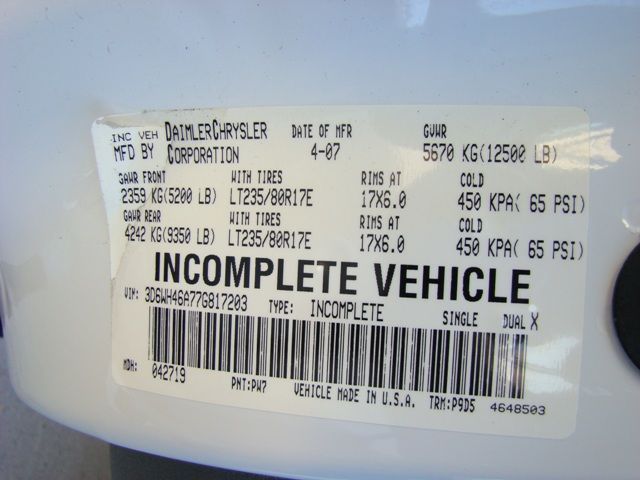 INC VEH DAIMLERCHRYSLER DATE OF MFR GVWR
MFD BY CORPORATION 4-07 5670 KG(12500 LB)
GAWR FRONT WITH TIRES RIMS AT COLD
2359 KG(5200 LB) LT235/80R17E 17X6.0 450 KPA( 65 PSI)
GAWR REAR WITH TIRES RIMS AT COLD
4242 KG(9350 LB) LT235/80R17E 17X6.0 450 KPA( 65 PSI)
INCOMPLETE VEHICLE
VIN: 3D6WH46A77G817203 TYPE: INCOMPLETE SINGLE DUAL X
MDH: 042719 PNT:PW7 VEHICLE MADE IN U.S.A. TRM:P9D5 4648503